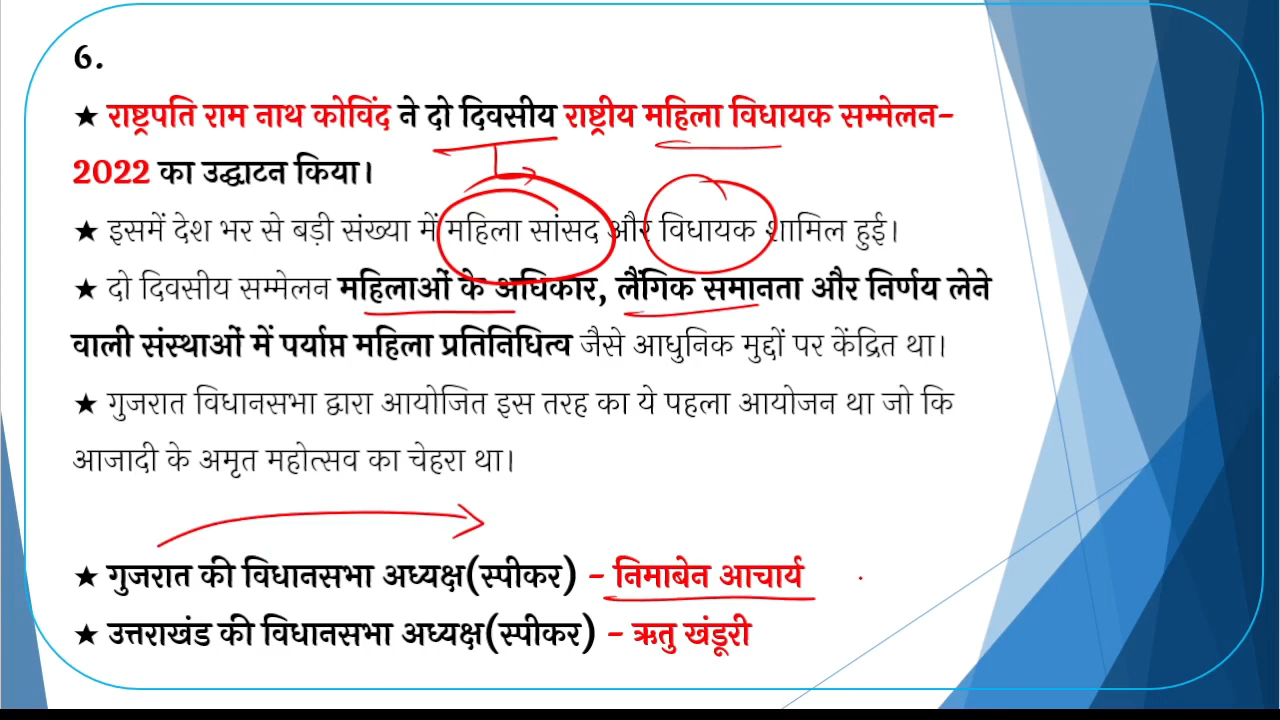 6.
★ राष्ट्रपति राम नाथ कोविंद ने दो दिवसीय राष्ट्रीय महिला विधायक सम्मेलन-
2022 का उद्घाटन किया।
★ इसमें देश भर से बड़ी संख्या में महिला सांसद और विधायक शामिल हुई।
★ दो दिवसीय सम्मेलन महिलाओं के अधिकार, लैंगिक समानता और निर्णय लेने
वाली संस्थाओं में पर्याप्त महिला प्रतिनिधित्व जैसे आधुनिक मुद्दों पर केंद्रित था।
★ गुजरात विधानसभा द्वारा आयोजित इस तरह का ये पहला आयोजन था जो कि
आजादी के अमृत महोत्सव का चेहरा था।
★ गुजरात की विधानसभा अध्यक्ष(स्पीकर) - निमाबेन आचार्य
★ उत्तराखंड की विधानसभा अध्यक्ष(स्पीकर) - ऋतु खंडूरी